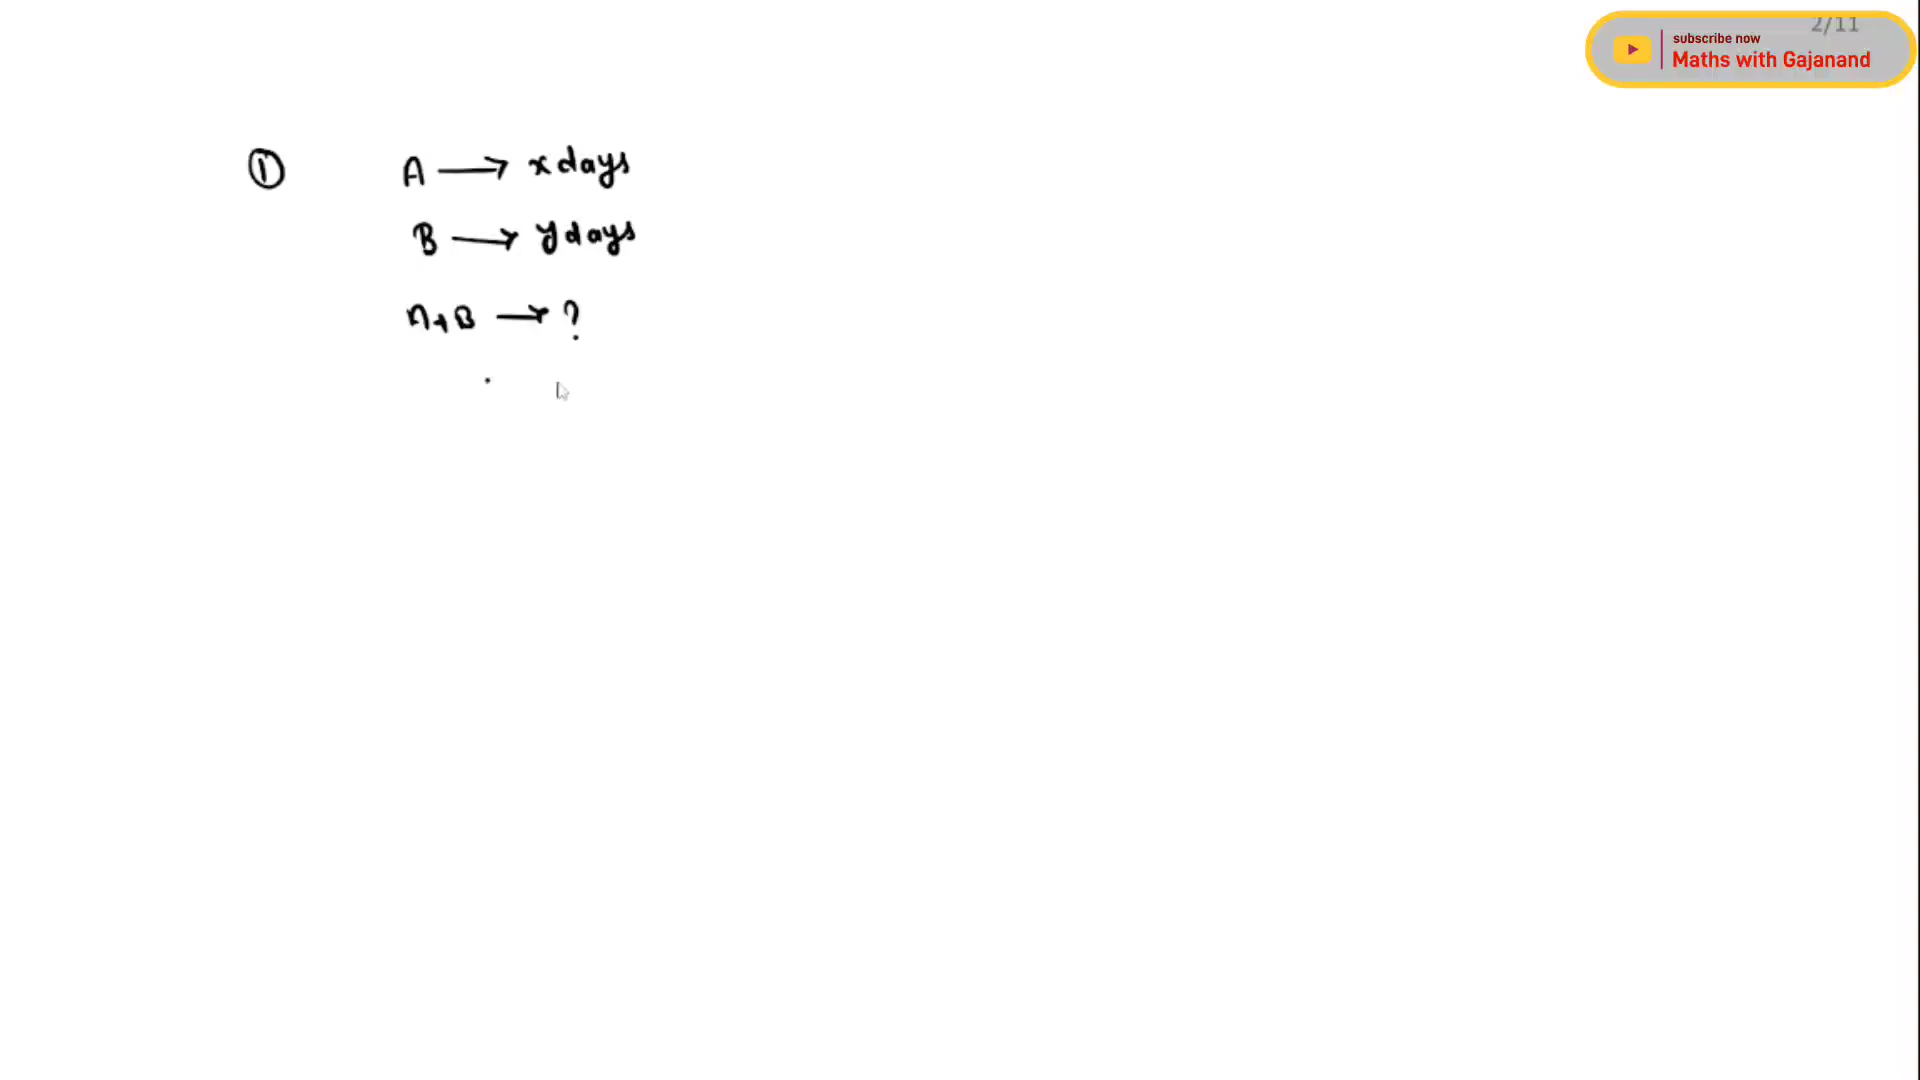 2/11
subscribe now
Maths with Gajanand
① A → x days
B → y days
A+B → ?